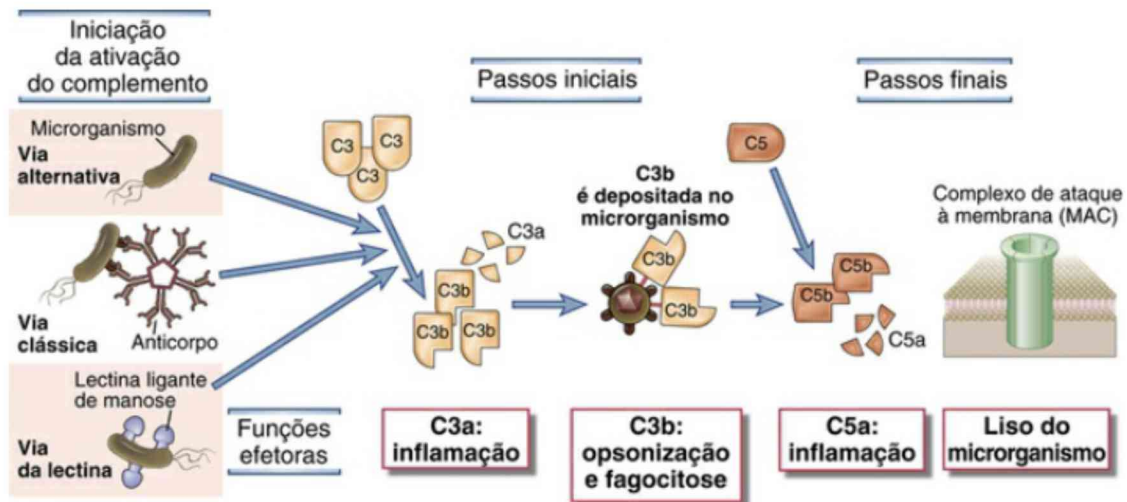 Iniciação
da ativação
do complemento
Passos iniciais
Passos finais
Microrganismo
Via
alternativa
C3
C3
C3
C5
C3b
é depositada no
microrganismo
Complexo de ataque
à membrana (MAC)
C3a
C3b
C3b
C3b
C3b
C3b
C5b
C5b
C5a
Via
clássica
Anticorpo
Lectina ligante
de manose
Via
da lectina
Funções
efetoras
C3a:
inflamação
C3b:
opsonização
e fagocitose
C5a:
inflamação
Liso do
microrganismo